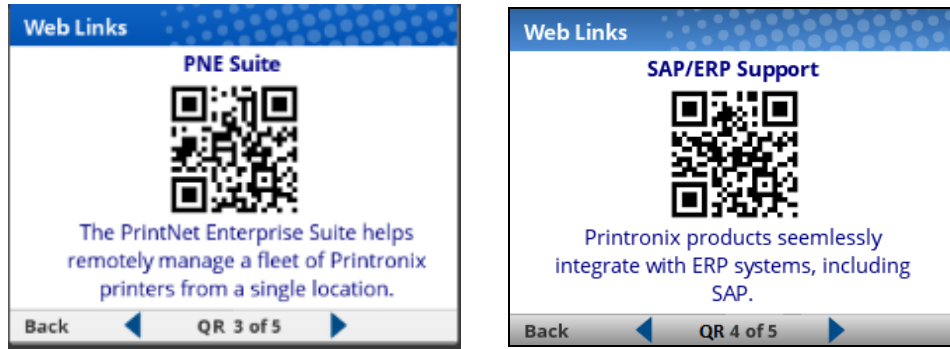 Web Links
PNE Suite
The PrintNet Enterprise Suite helps
remotely manage a fleet of Printronix
printers from a single location.
Back
QR 3 of 5
Web Links
SAP/ERP Support
Printronix products seemlessly
integrate with ERP systems, including
SAP.
Back
QR 4 of 5